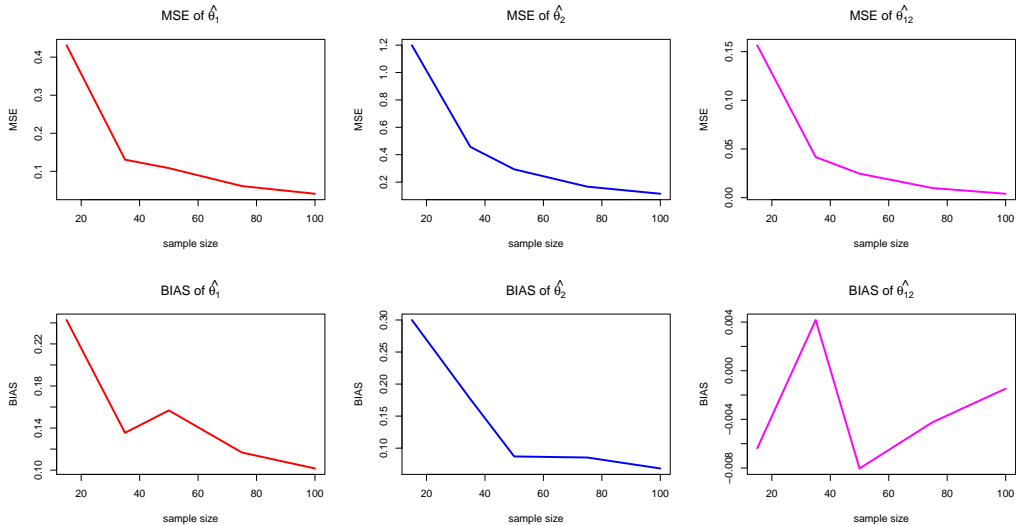 MSE of θ̂₁
MSE
0.1 0.2 0.3 0.4
20 40 60 80 100
sample size
MSE of θ̂₂
MSE
0.2 0.4 0.6 0.8 1.0 1.2
20 40 60 80 100
sample size
MSE of θ̂₁₂
MSE
0.00 0.05 0.10 0.15
20 40 60 80 100
sample size
BIAS of θ̂₁
BIAS
0.10 0.14 0.18 0.22
20 40 60 80 100
sample size
BIAS of θ̂₂
BIAS
0.10 0.15 0.20 0.25 0.30
20 40 60 80 100
sample size
BIAS of θ̂₁₂
BIAS
−0.008 −0.004 0.000 0.004
20 40 60 80 100
sample size